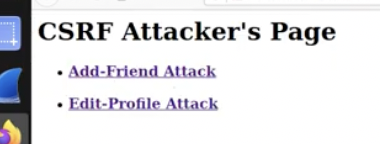 CSRF Attacker's Page
Add-Friend Attack
Edit-Profile Attack